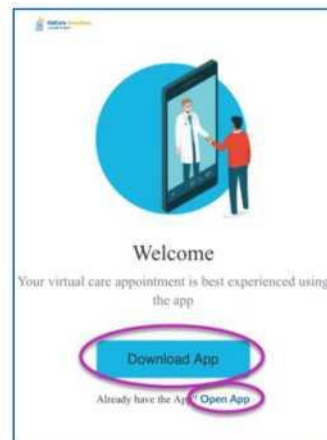 Welcome
Your virtual care appointment is best experienced using
the app
Download App
Already have the App? Open App